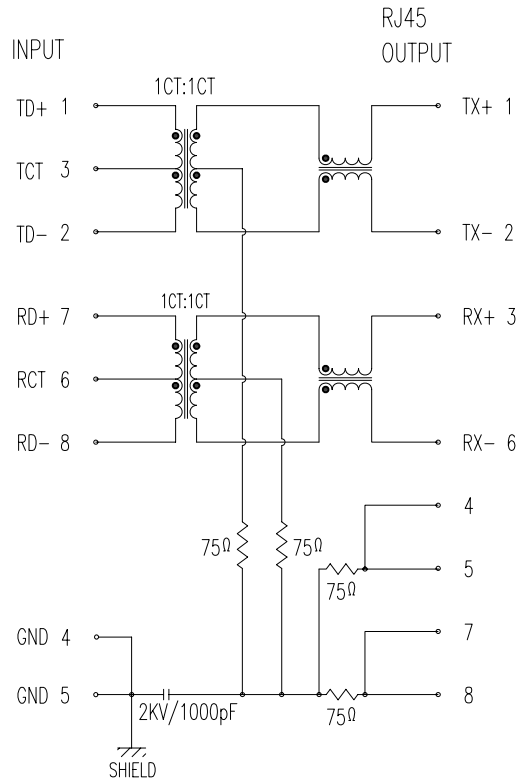 RJ45
INPUT
OUTPUT
1CT:1CT
TD+ 1
TX+ 1
TCT 3
TD- 2
TX- 2
1CT:1CT
RD+ 7
RX+ 3
RCT 6
RD- 8
RX- 6
4
75Ω
75Ω
5
75Ω
GND 4
7
GND 5
8
2KV/1000pF
75Ω
SHIELD